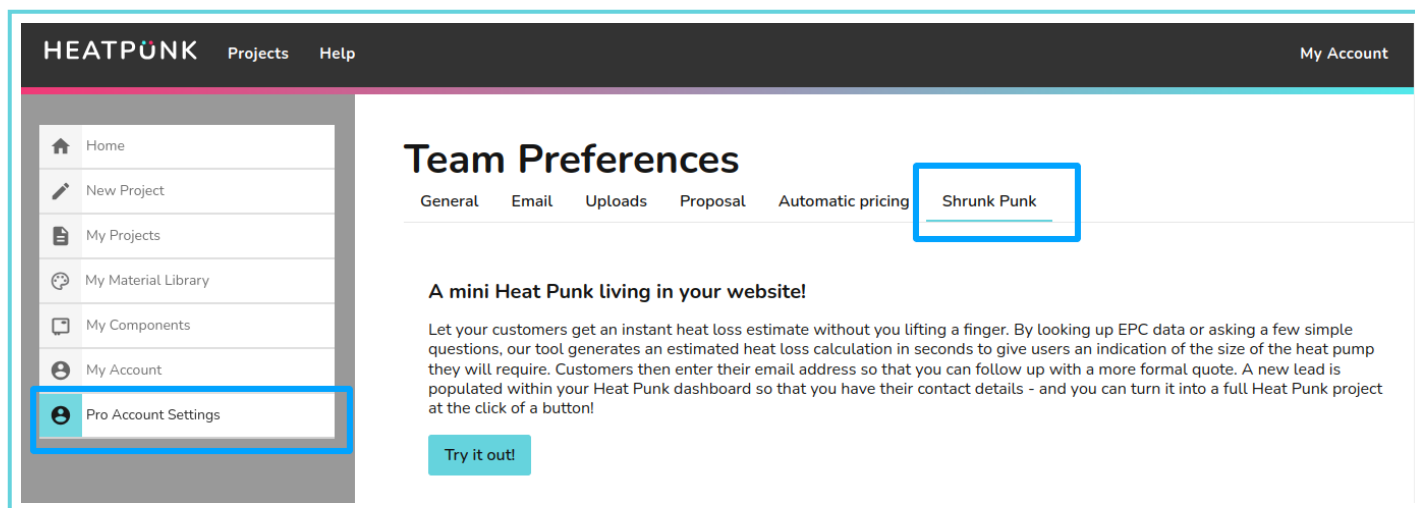 HEATPÜNK Projects Help My Account
Home
New Project
My Projects
My Material Library
My Components
My Account
Pro Account Settings
Team Preferences
General Email Uploads Proposal Automatic pricing Shrunk Punk
A mini Heat Punk living in your website!
Let your customers get an instant heat loss estimate without you lifting a finger. By looking up EPC data or asking a few simple
questions, our tool generates an estimated heat loss calculation in seconds to give users an indication of the size of the heat pump
they will require. Customers then enter their email address so that you can follow up with a more formal quote. A new lead is
populated within your Heat Punk dashboard so that you have their contact details - and you can turn it into a full Heat Punk project
at the click of a button!
Try it out!